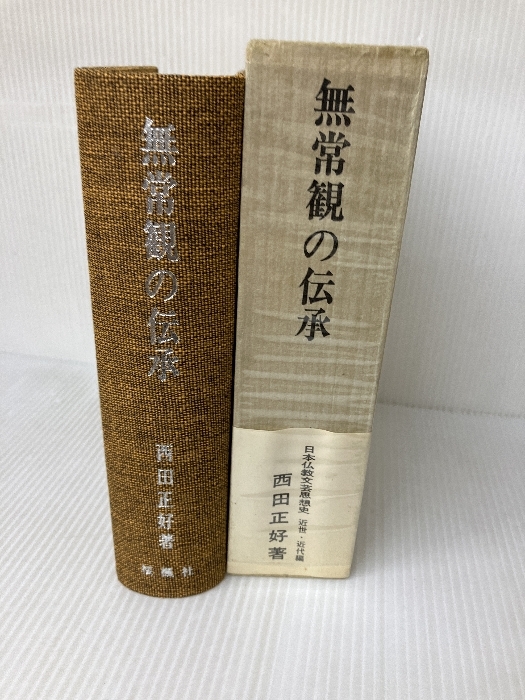 無常観の伝承
西田正好著
桜楓社
無常観の伝承
日本仏教文芸思想史 近世・近代編
西田正好著